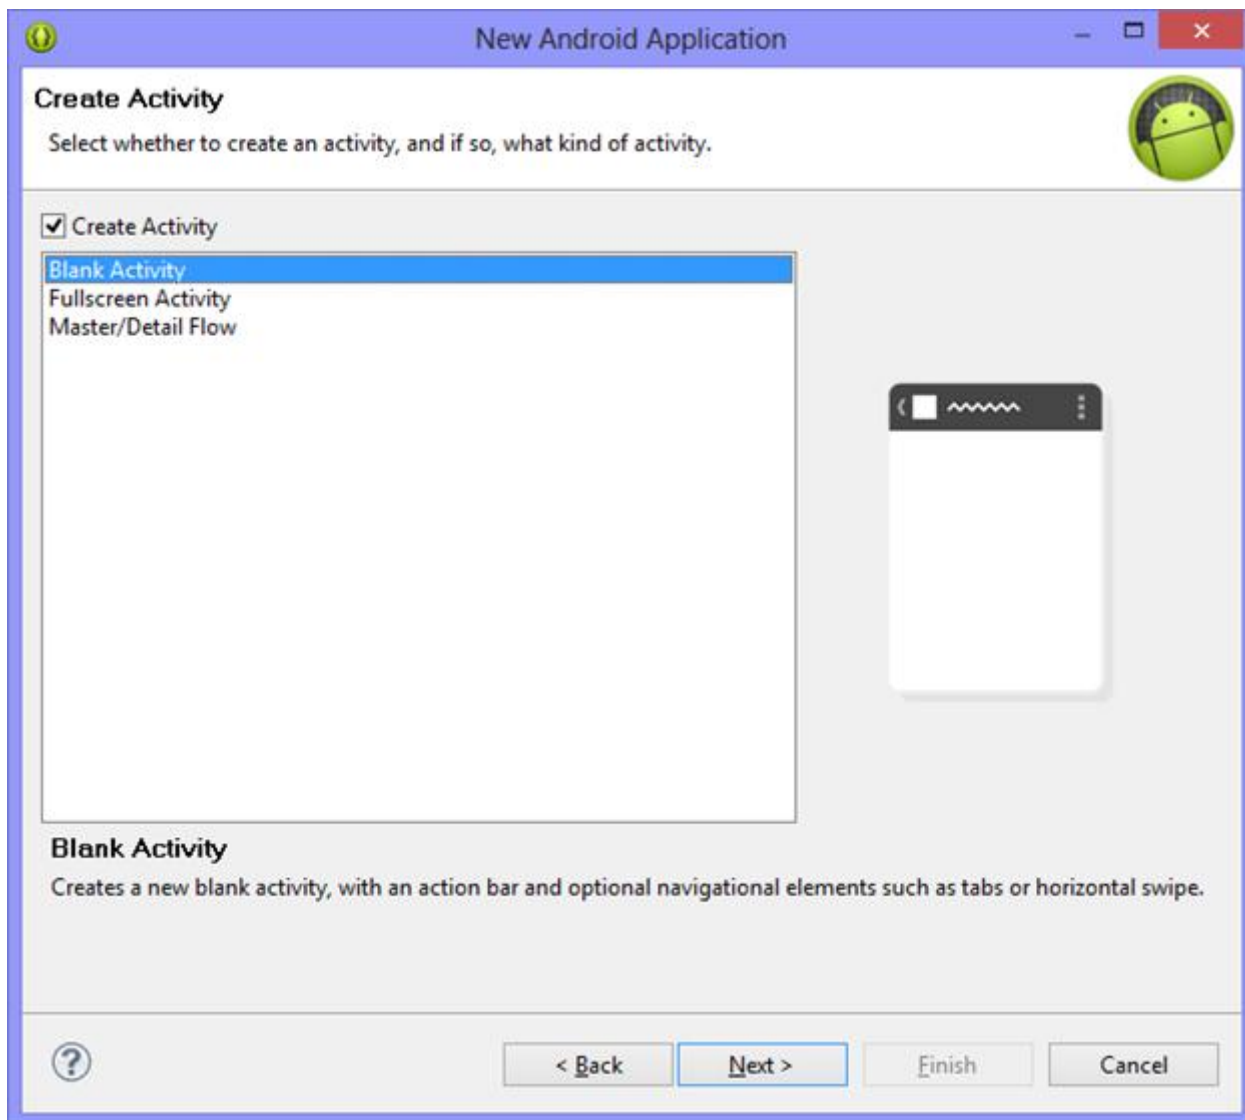 New Android Application
Create Activity
Select whether to create an activity, and if so, what kind of activity.
Create Activity
Blank Activity
Fullscreen Activity
Master/Detail Flow
Blank Activity
Creates a new blank activity, with an action bar and optional navigational elements such as tabs or horizontal swipe.
< Back Next > Finish Cancel